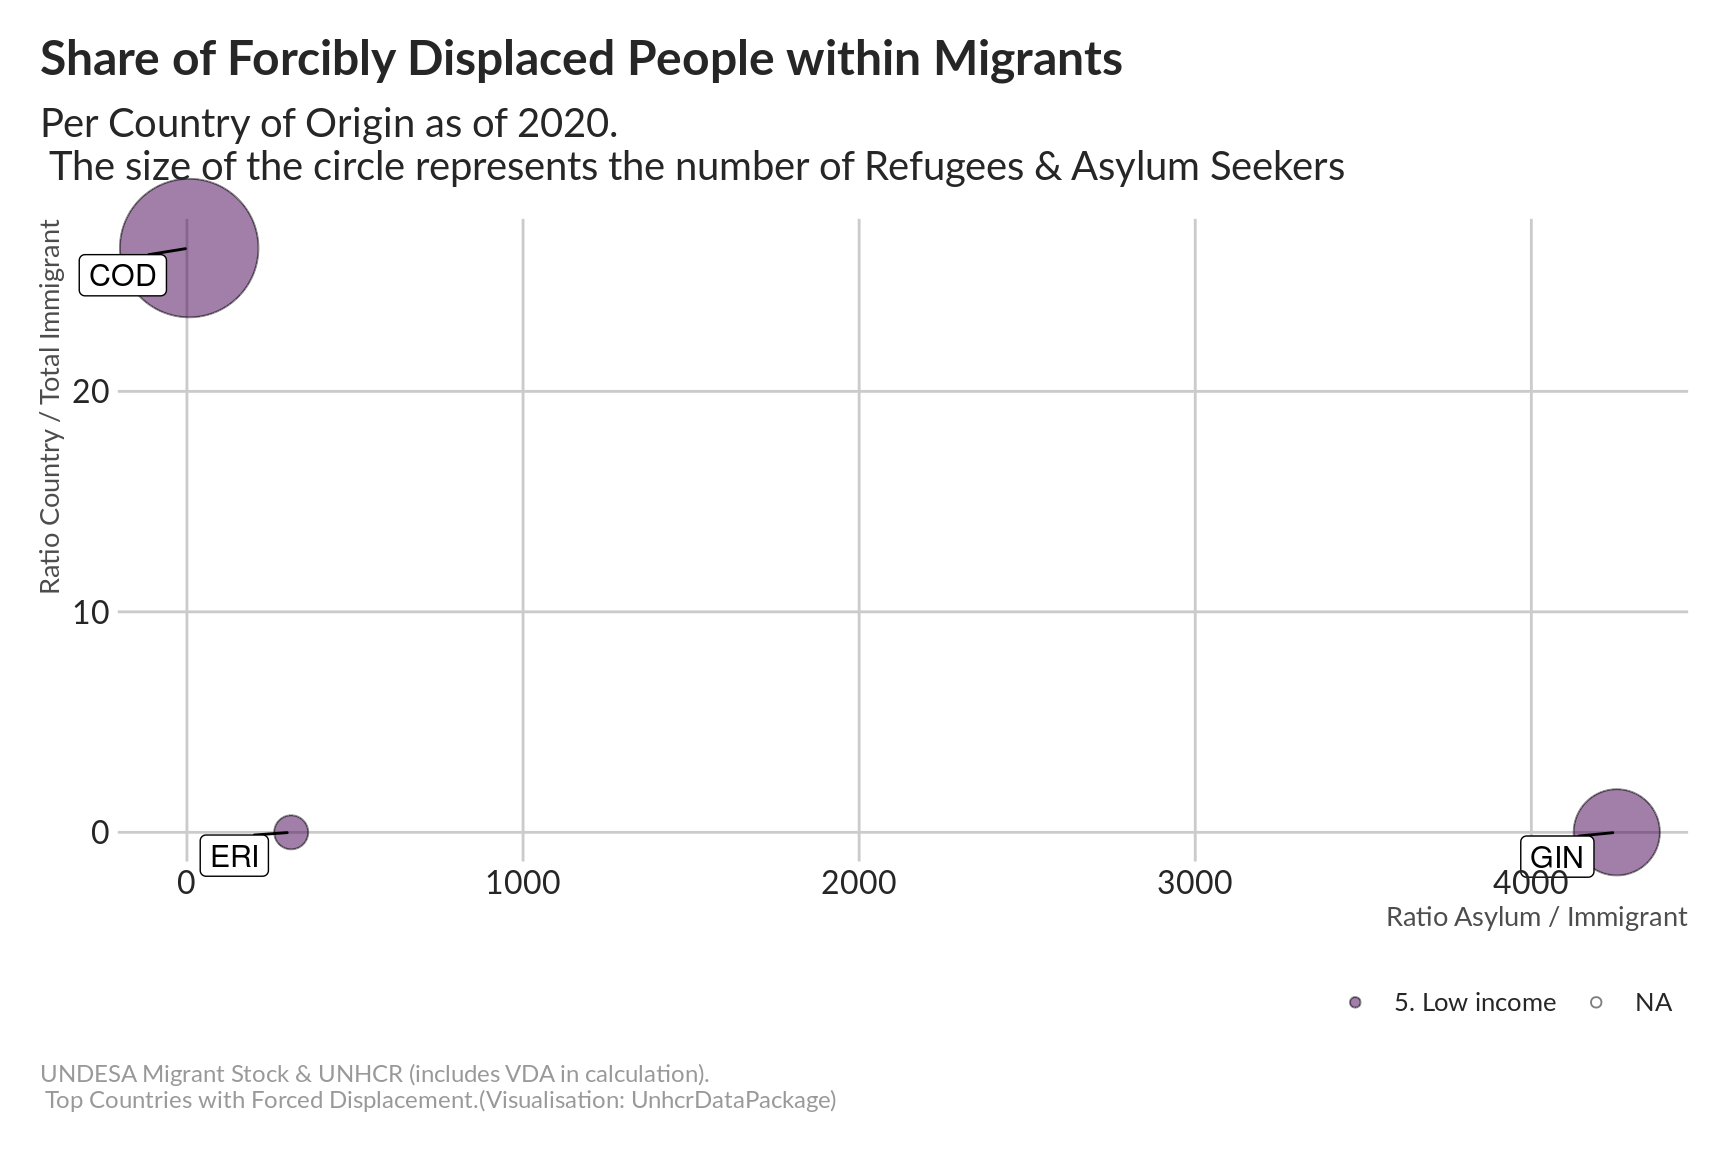 Share of Forcibly Displaced People within Migrants
Per Country of Origin as of 2020.
The size of the circle represents the number of Refugees & Asylum Seekers
Ratio Country / Total Immigrant
COD
20
10
0
ERI
GIN
0 1000 2000 3000 4000
Ratio Asylum / Immigrant
5. Low income NA
UNDESA Migrant Stock & UNHCR (includes VDA in calculation).
Top Countries with Forced Displacement.(Visualisation: UnhcrDataPackage)